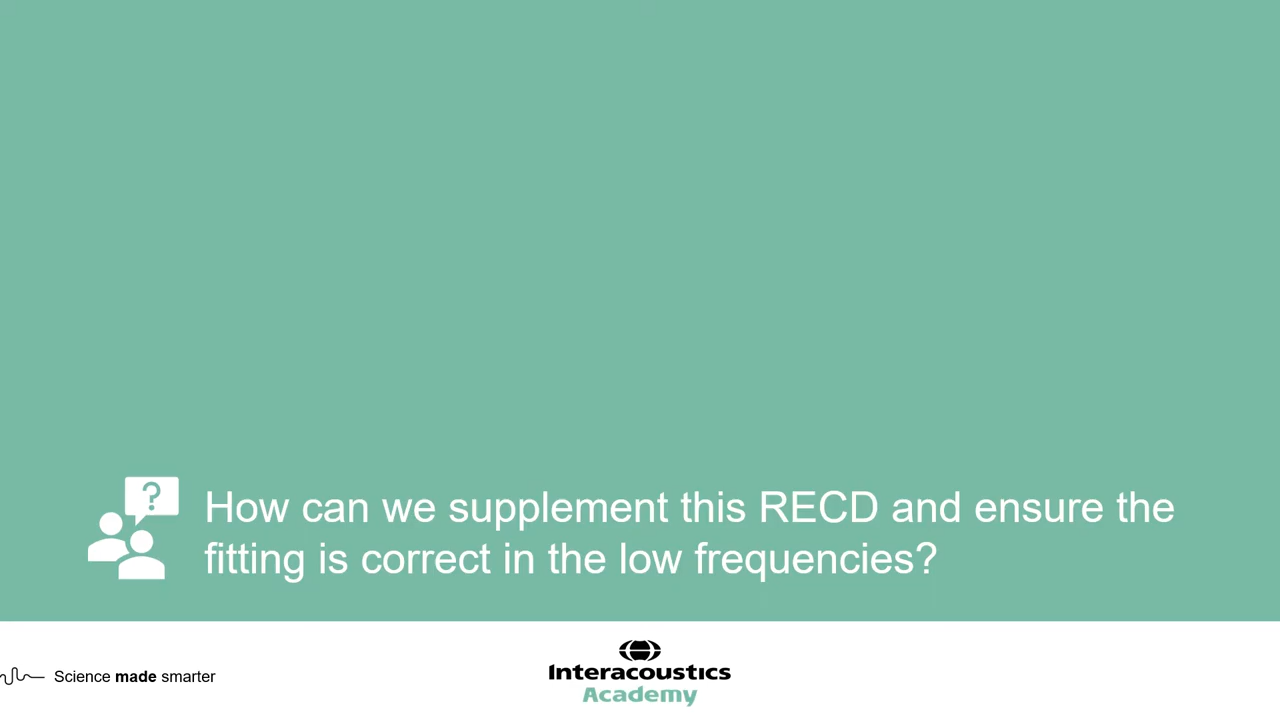 ?
How can we supplement this RECD and ensure the
fitting is correct in the low frequencies?
Science made smarter
Interacoustics
Academy